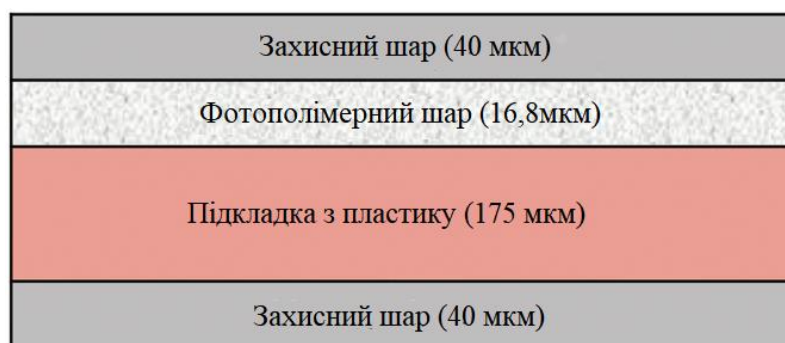 Захисний шар (40 мкм)
Фотополімерний шар (16,8мкм)
Підкладка з пластику (175 мкм)
Захисний шар (40 мкм)